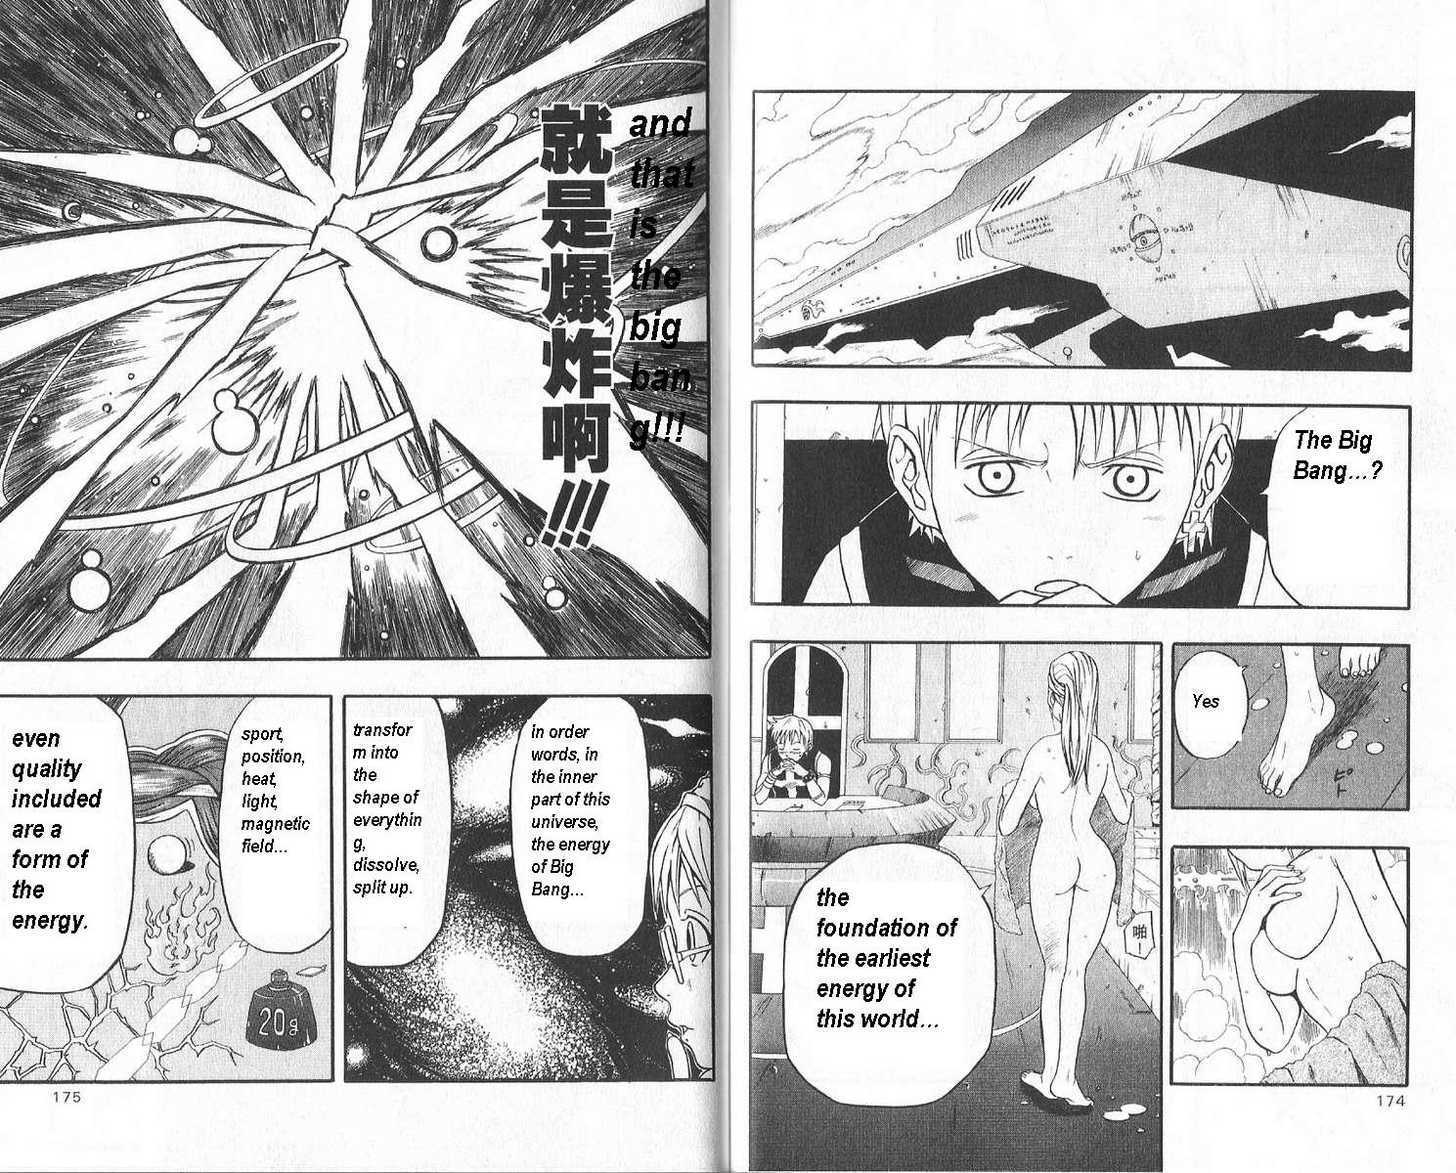 The Big
Bang...?
Yes
ピト
the
foundation of
the earliest
energy of
this world...
啪－
174
and
that
is
the
big
ban
g!!!
就是爆炸啊!!!
in order
words, in
the inner
part of this
universe,
the energy
of Big
Bang...
transfor
m into
the
shape of
everythin
g,
dissolve,
split up.
sport,
position,
heat,
light,
magnetic
field...
even
quality
included
are a
form of
the
energy.
20g
175